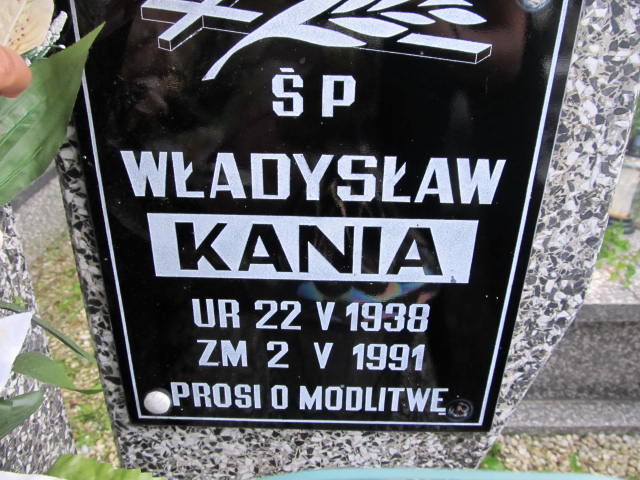 ŚP
WŁADYSŁAW
KANIA
UR 22 V 1938
ZM 2 V 1991
PROSI O MODLITWĘ